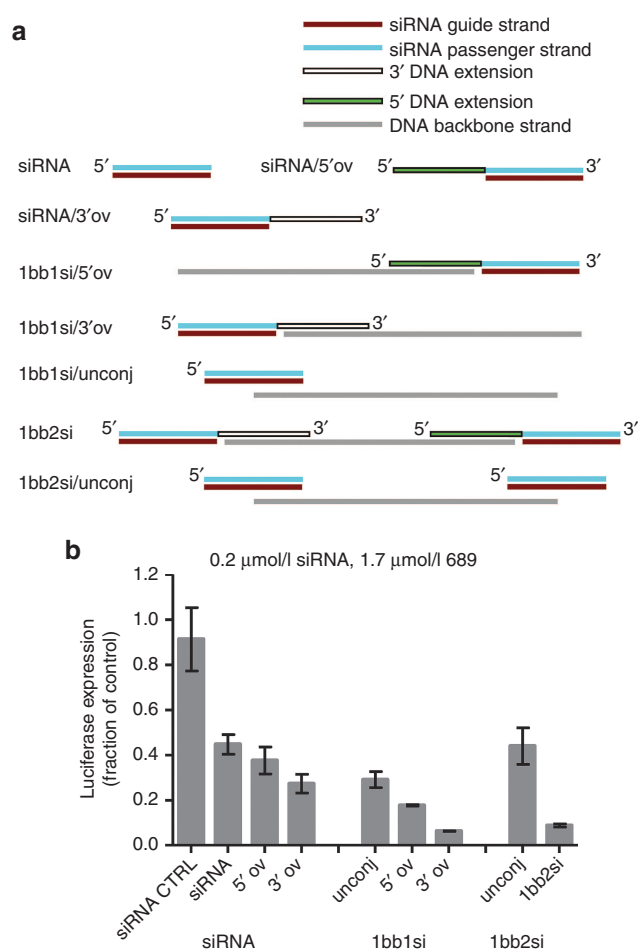 a
siRNA guide strand
siRNA passenger strand
3′ DNA extension
5′ DNA extension
DNA backbone strand
siRNA 5′ siRNA/5′ov 5′ 3′
siRNA/3′ov 5′ 3′
1bb1si/5′ov 5′ 3′
1bb1si/3′ov 5′ 3′
1bb1si/unconj 5′
1bb2si 5′ 3′ 5′ 3′
1bb2si/unconj 5′ 5′
b
0.2 μmol/l siRNA, 1.7 μmol/l 689
Luciferase expression
(fraction of control)
1.2
1.0
0.8
0.6
0.4
0.2
0.0
siRNA CTRL
siRNA
5′ ov
3′ ov
unconj
5′ ov
3′ ov
unconj
1bb2si
siRNA 1bb1si 1bb2si